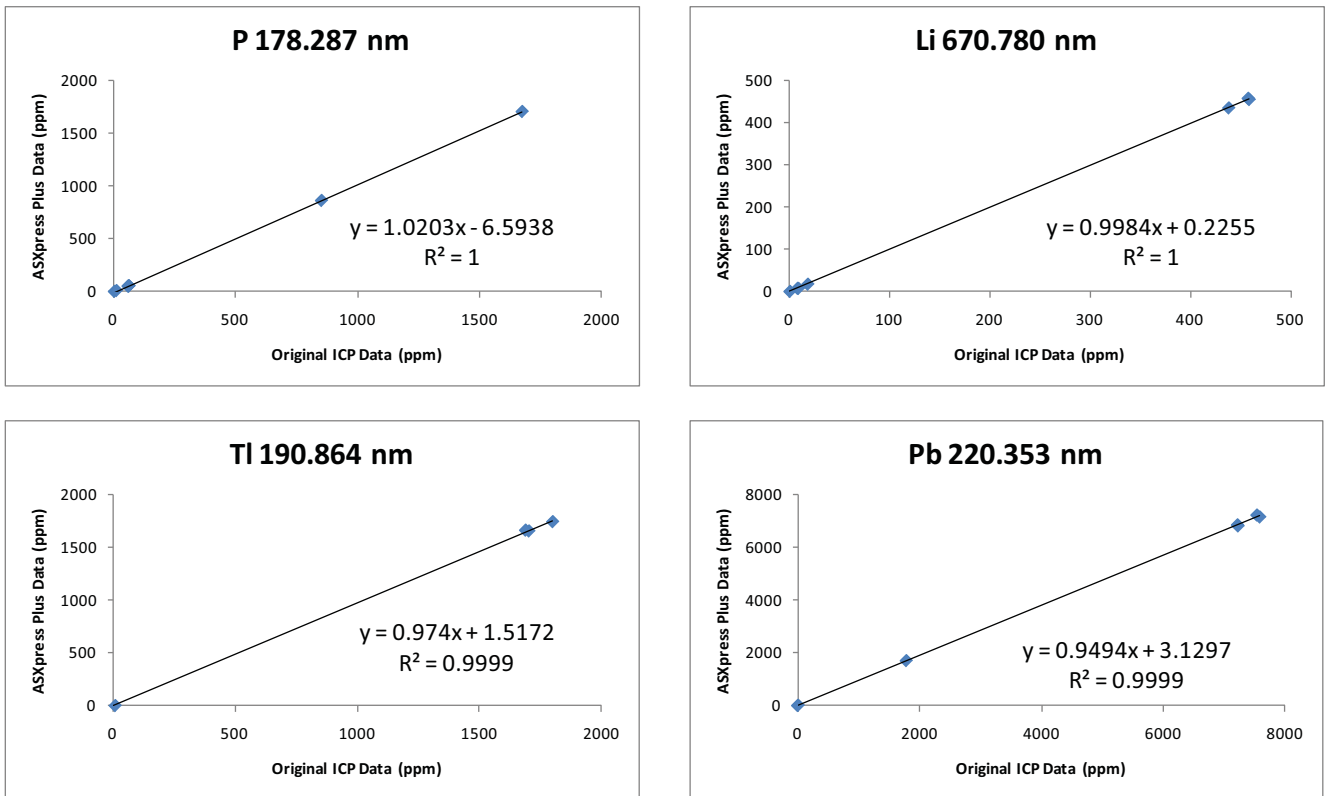 P 178.287 nm
2000
1500
1000
500
0
0 500 1000 1500 2000
ASXpress Plus Data (ppm)
Original ICP Data (ppm)
y = 1.0203x - 6.5938
R² = 1
Li 670.780 nm
500
400
300
200
100
0
0 100 200 300 400 500
ASXpress Plus Data (ppm)
Original ICP Data (ppm)
y = 0.9984x + 0.2255
R² = 1
Tl 190.864 nm
2000
1500
1000
500
0
0 500 1000 1500 2000
ASXpress Plus Data (ppm)
Original ICP Data (ppm)
y = 0.974x + 1.5172
R² = 0.9999
Pb 220.353 nm
8000
6000
4000
2000
0
0 2000 4000 6000 8000
ASXpress Plus Data (ppm)
Original ICP Data (ppm)
y = 0.9494x + 3.1297
R² = 0.9999